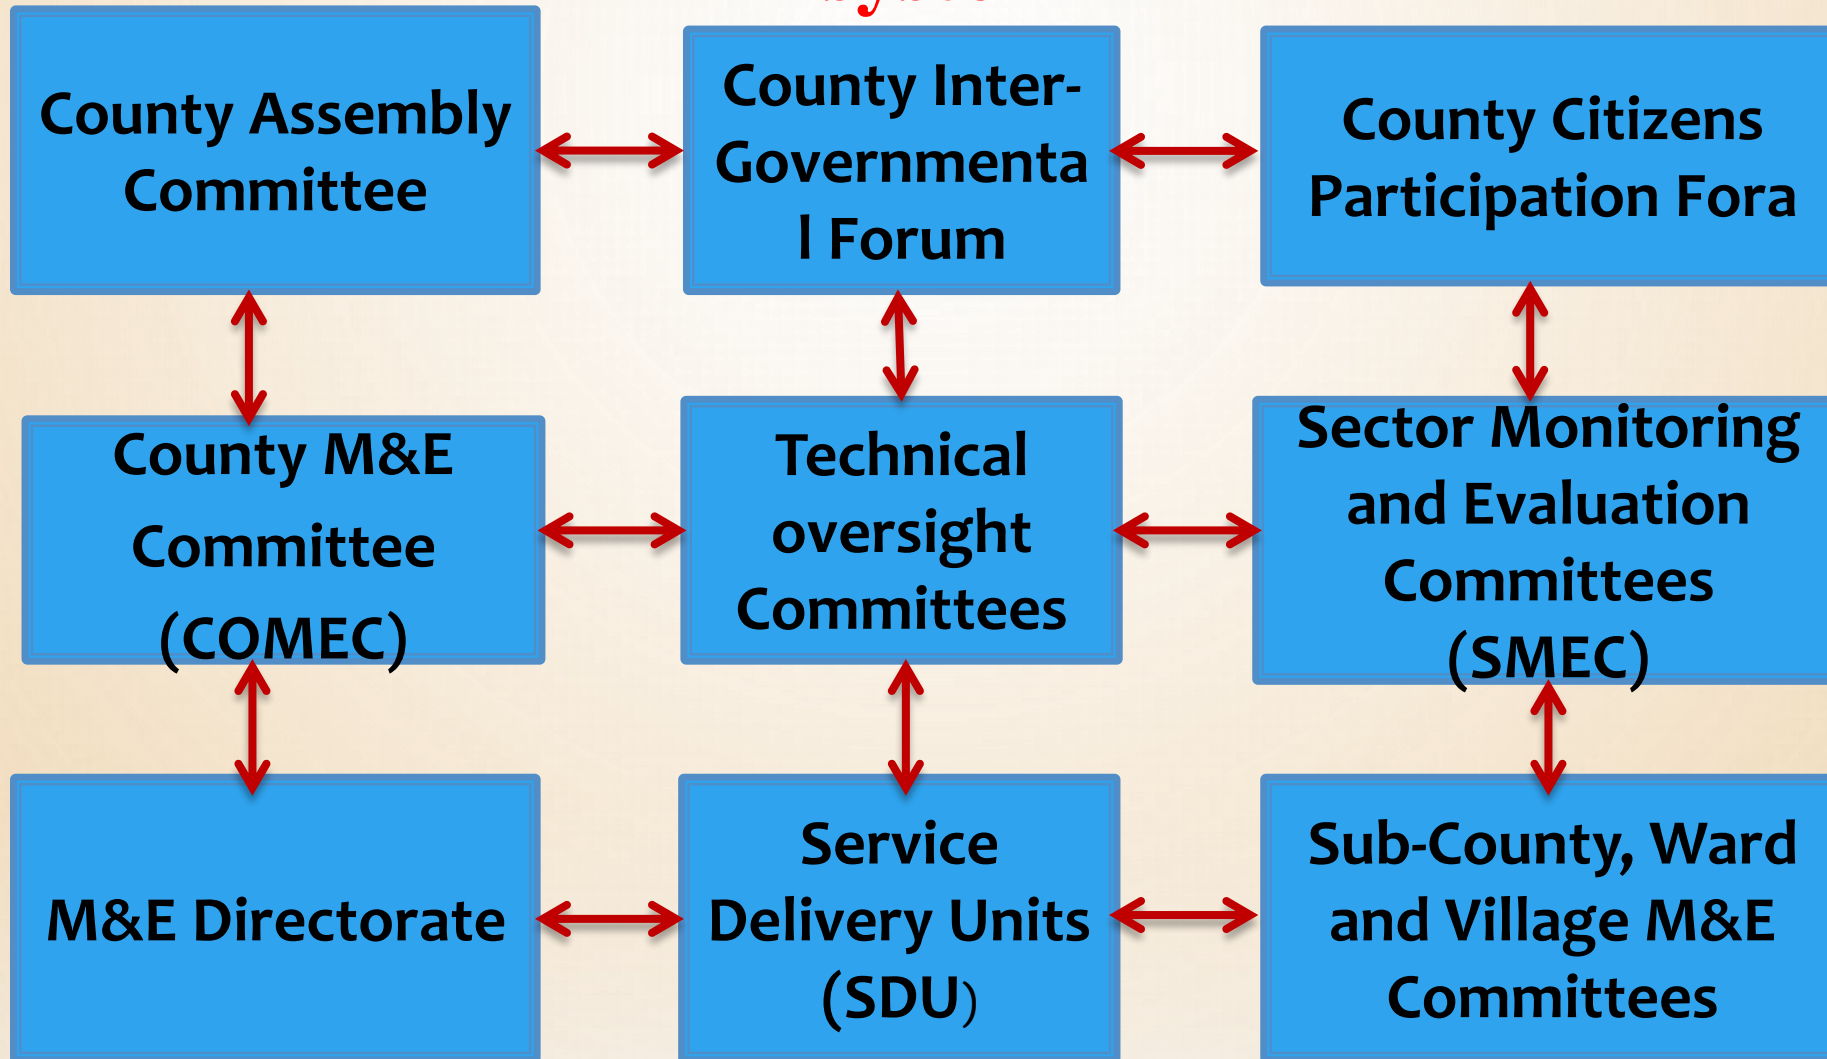 County Assembly
Committee
County Inter-
Governmenta
l Forum
County Citizens
Participation Fora
County M&E
Committee
(COMEC)
Technical
oversight
Committees
Sector Monitoring
and Evaluation
Committees
(SMEC)
M&E Directorate
Service
Delivery Units
(SDU)
Sub-County, Ward
and Village M&E
Committees